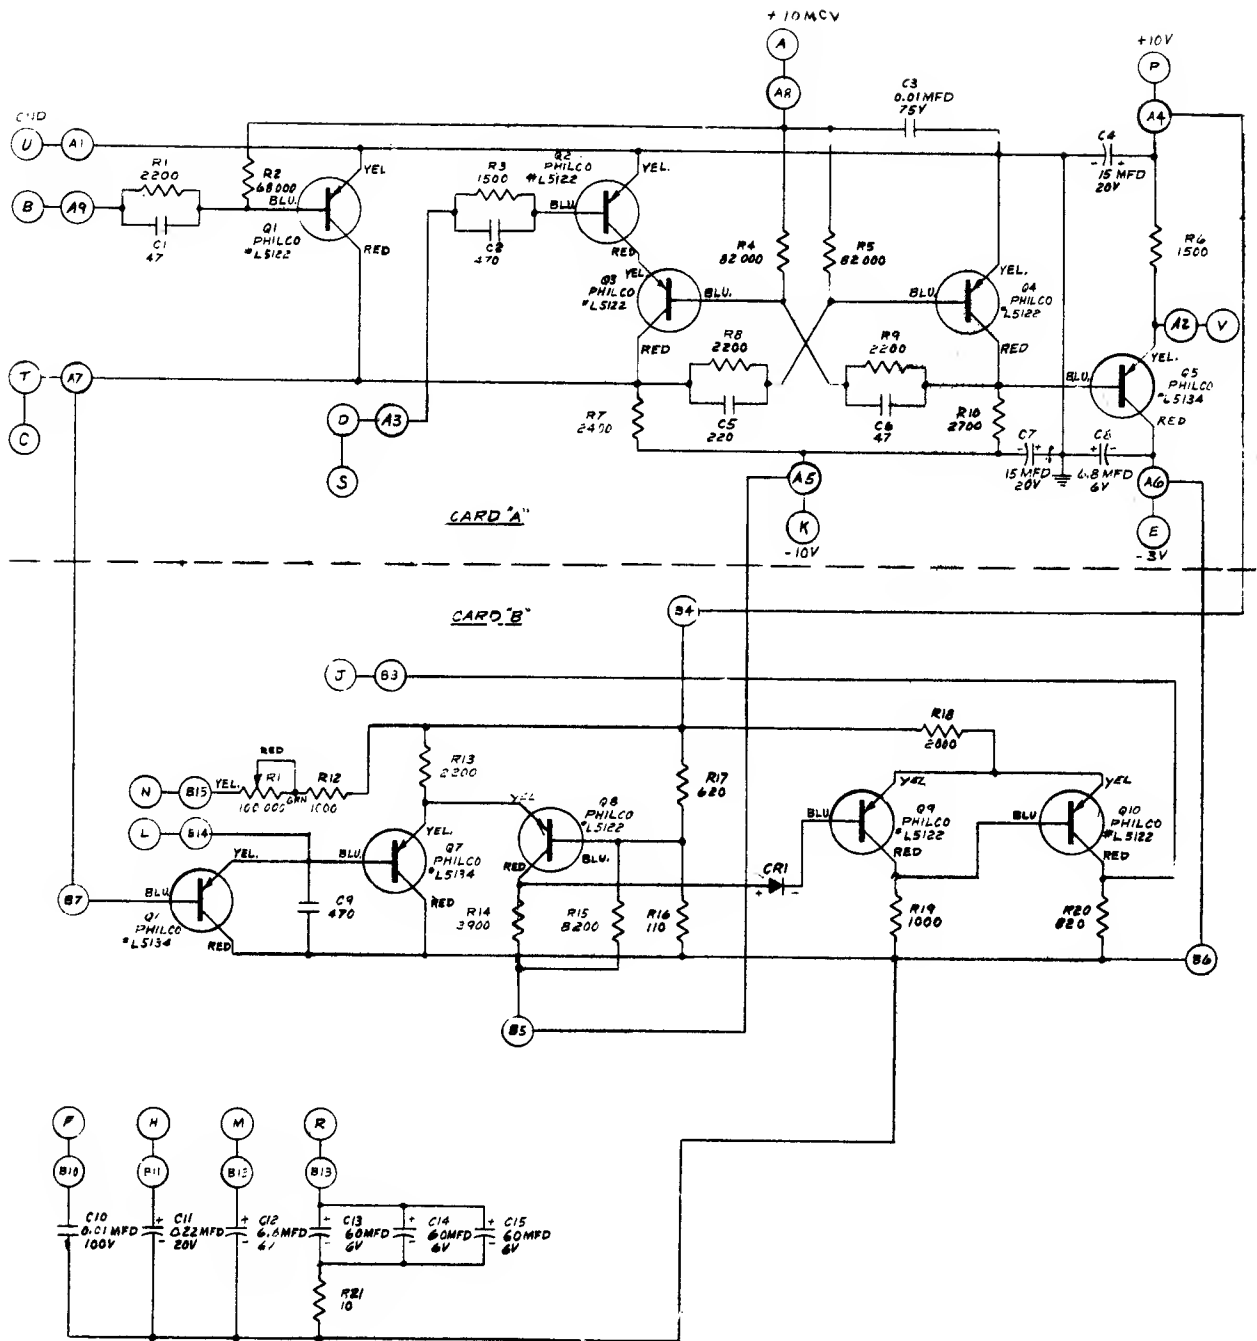 +10MCV
A
A8
+10V
P
A4
C3
0.01MFD
75V
GND
U
A1
C4
- +
15 MFD
20V
R1
2200
R2
68000
YEL
BLU.
B
A9
C1
47
Q1
PHILCO
#L5122
RED
R3
1500
Q2
PHILCO
#L5122
YEL.
BLU
C2
470
RED
YEL.
Q3
PHILCO
#L5122
BLU.
RED
R4
82000
R5
82000
BLU.
YEL.
Q4
PHILCO
#L5122
RED
R6
1500
A2
V
YEL.
Q5
PHILCO
#L5134
BLU.
RED
T
A7
C
D
A3
S
R8
2200
C5
220
R9
2200
C6
47
R7
R10
2700
C7
- +
15 MFD
20V
C8
+ -
6.8 MFD
6V
A5
K
-10V
A6
E
-3V
CARD "A"
CARD "B"
B4
J
B3
N
B15
YEL.
RED
R1
100,000
GRN
R12
1000
R13
2200
R17
620
R18
2000
L
B14
YEL.
BLU.
YEL.
Q7
PHILCO
#L5134
RED
YEL
Q8
PHILCO
#L5122
BLU.
RED
CR1
+ -
BLU
YEL
Q9
PHILCO
#L5122
RED
BLU
YEL
Q10
PHILCO
#L5122
RED
B7
BLU
PHILCO
#L5134
RED
C9
470
R14
3900
R15
8200
R16
110
R19
1000
R20
820
B6
B5
F
H
M
R
B10
B11
B12
B13
C10
0.01 MFD
100V
+
C11
0.22MFD
-
20V
+
C12
6.8MFD
-
+
C13
60MFD
-
6V
+
C14
60MFD
-
6V
+
C15
60MFD
-
6V
R21
10